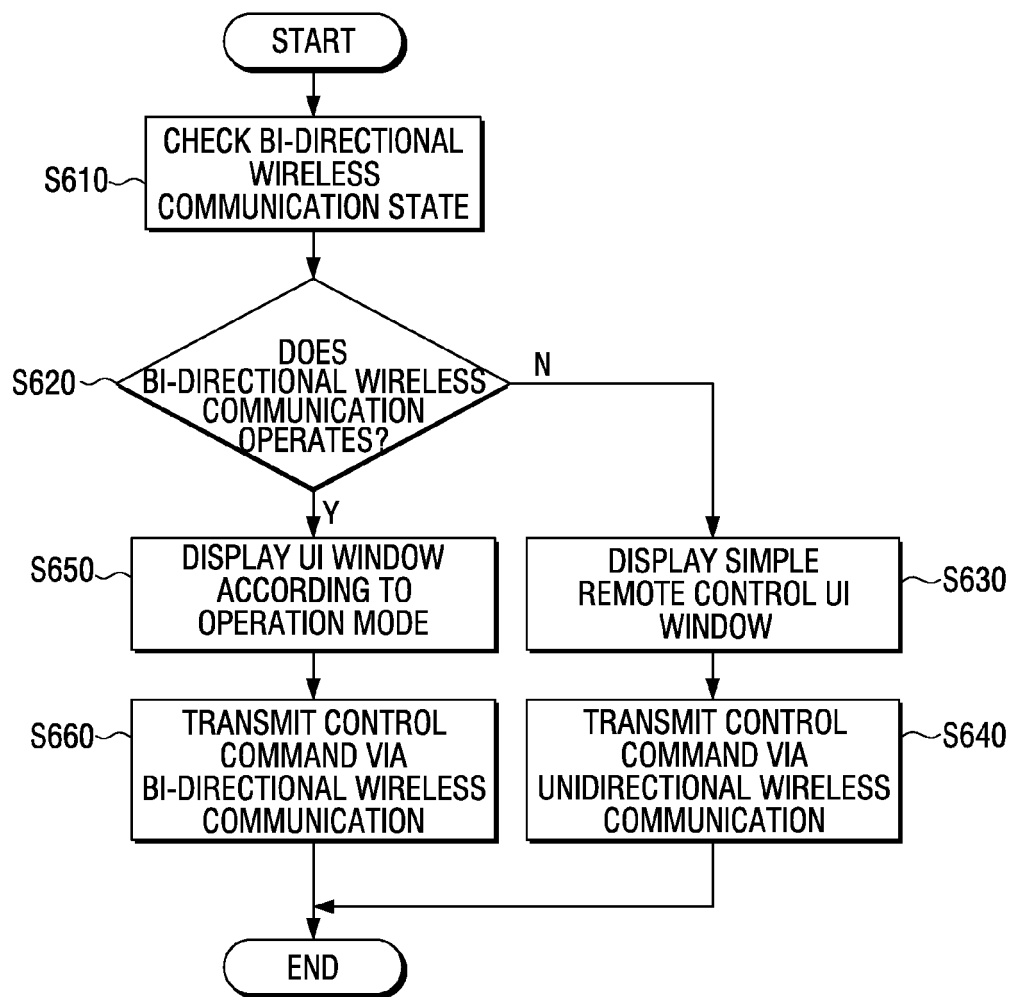 START
S610
CHECK BI-DIRECTIONAL
WIRELESS
COMMUNICATION STATE
S620
DOES
BI-DIRECTIONAL WIRELESS
COMMUNICATION
OPERATES?
N
Y
S650
DISPLAY UI WINDOW
ACCORDING TO
OPERATION MODE
DISPLAY SIMPLE
REMOTE CONTROL UI
WINDOW
S630
S660
TRANSMIT CONTROL
COMMAND VIA
BI-DIRECTIONAL WIRELESS
COMMUNICATION
TRANSMIT CONTROL
COMMAND VIA
UNIDIRECTIONAL WIRELESS
COMMUNICATION
S640
END